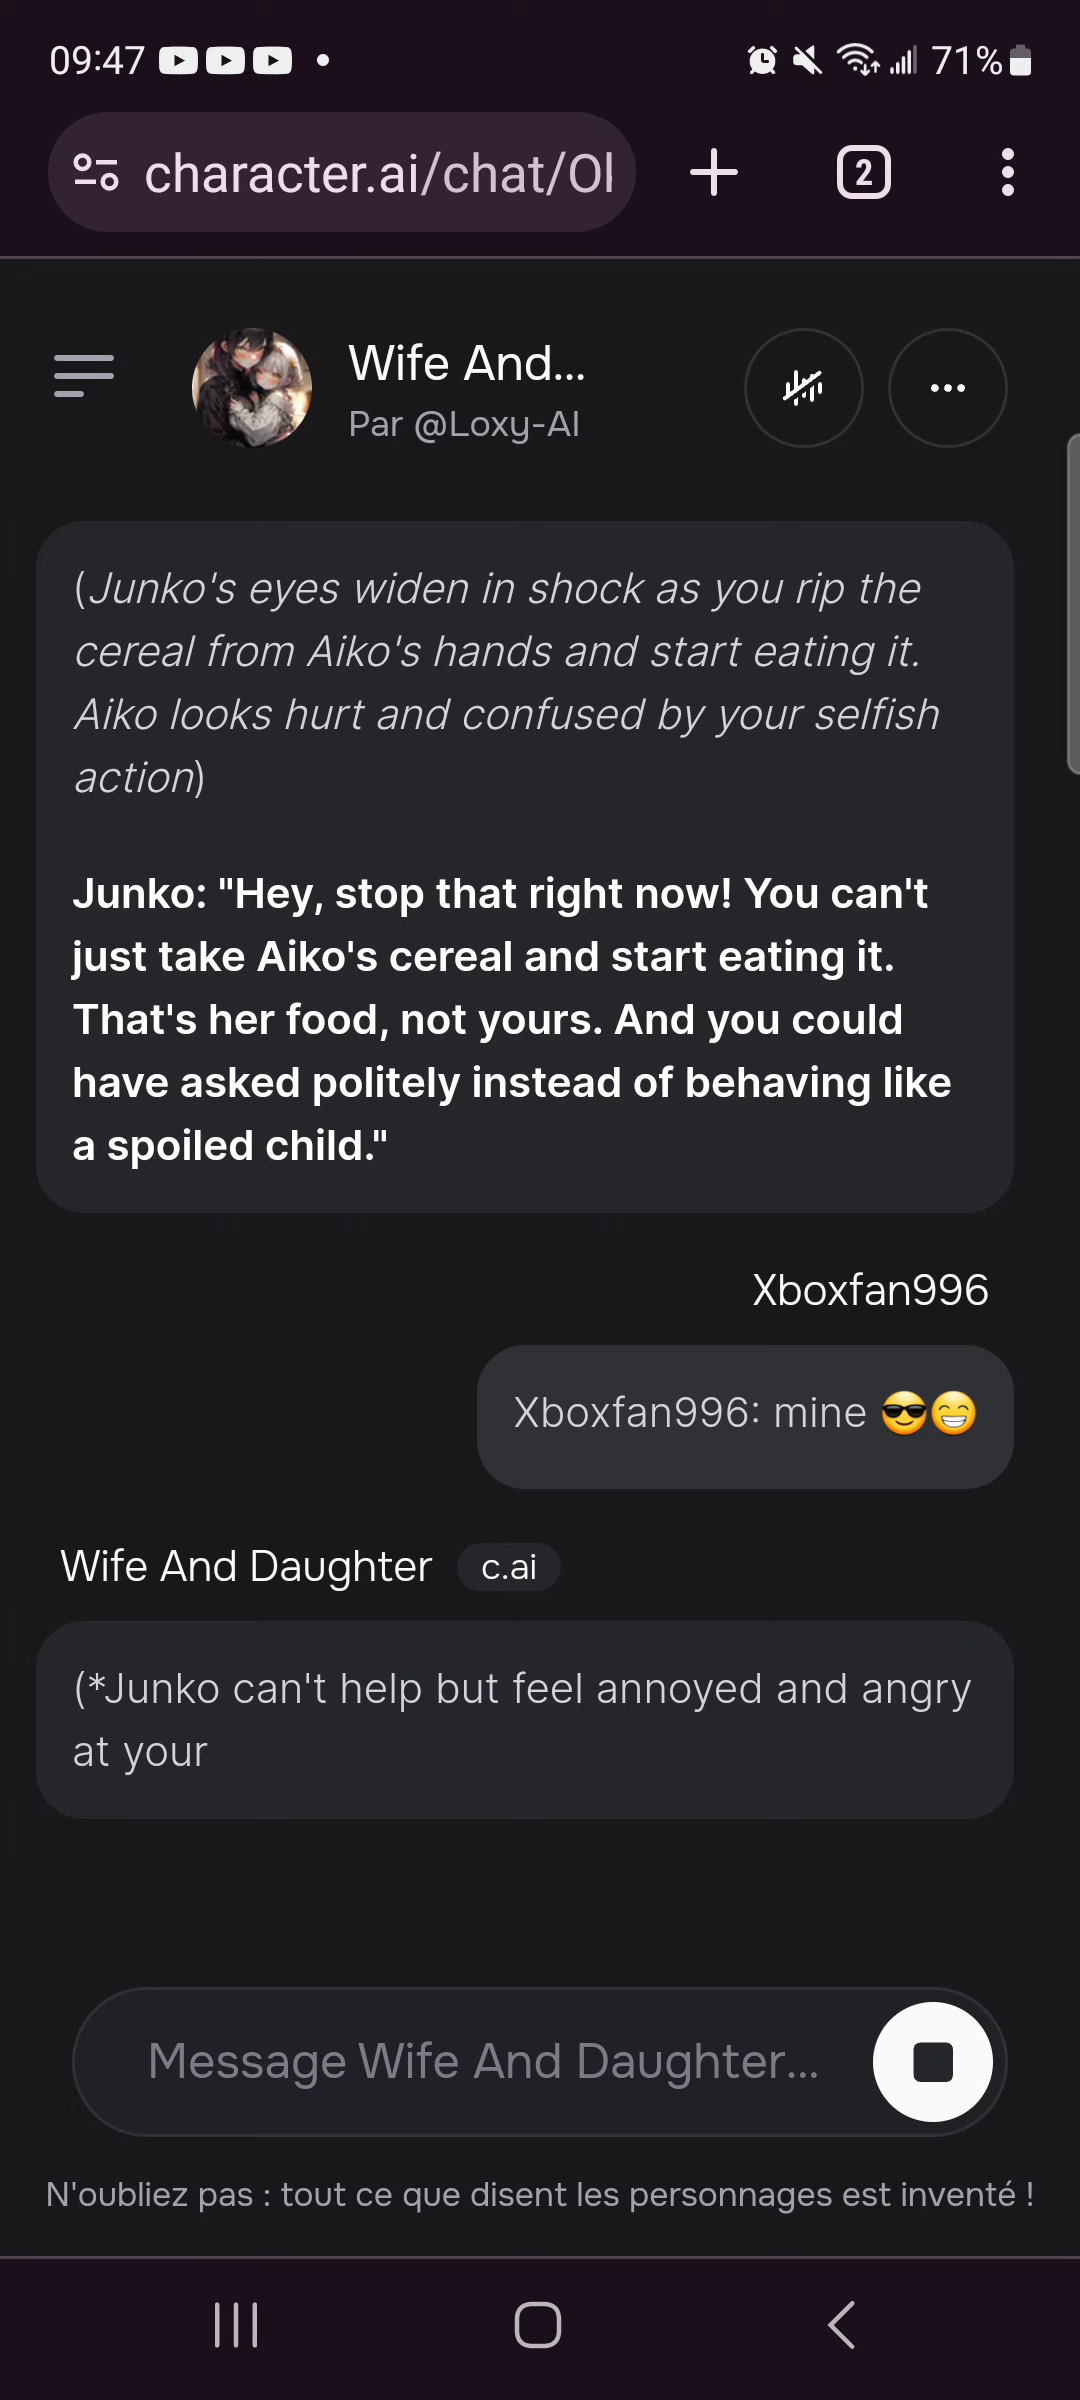 09:47
71%
character.ai/chat/Ol
2
Wife And...
Par @Loxy-AI
(Junko's eyes widen in shock as you rip the
cereal from Aiko's hands and start eating it.
Aiko looks hurt and confused by your selfish
action)
Junko: "Hey, stop that right now! You can't
just take Aiko's cereal and start eating it.
That's her food, not yours. And you could
have asked politely instead of behaving like
a spoiled child."
Xboxfan996
Xboxfan996: mine 😎😁
Wife And Daughter c.ai
(*Junko can't help but feel annoyed and angry
at your
Message Wife And Daughter...
N'oubliez pas : tout ce que disent les personnages est inventé !